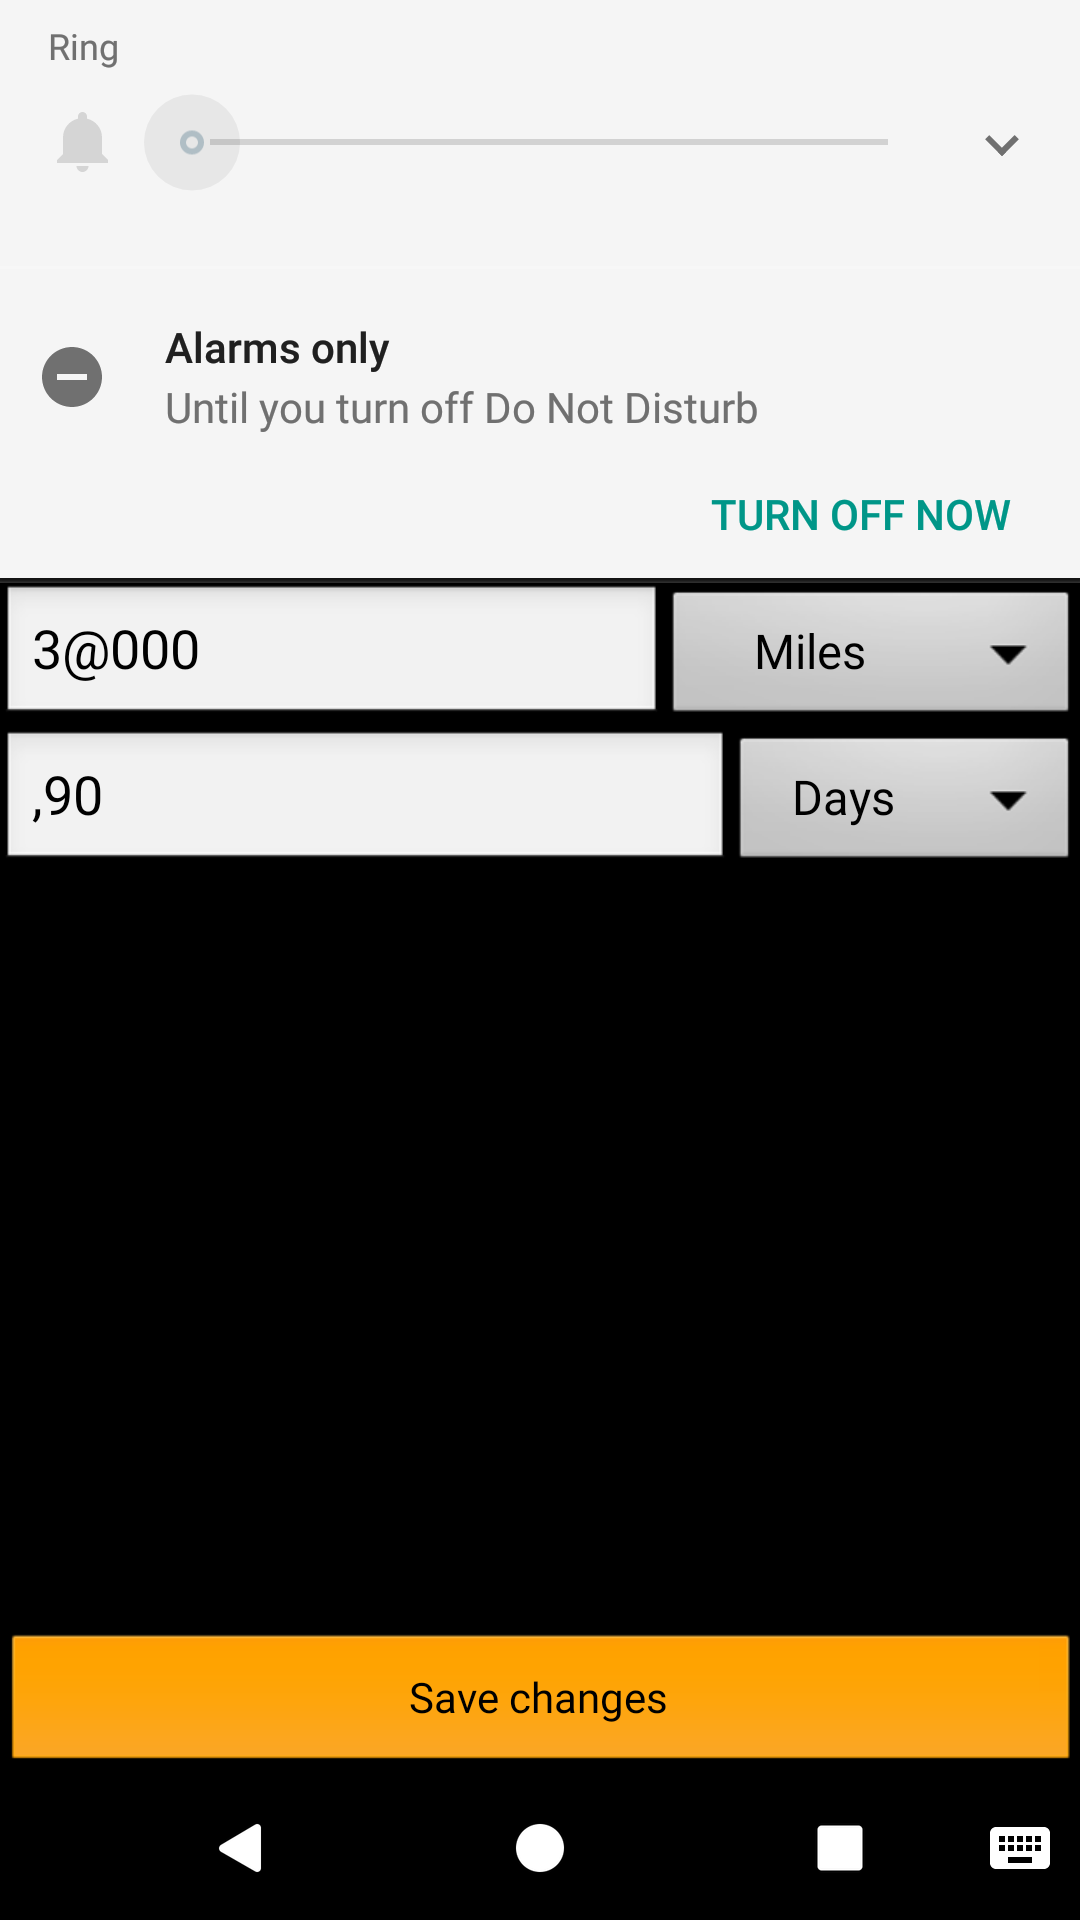 Ring
Alarms only
Until you turn off Do Not Disturb
TURN OFF NOW
3@000 Miles
,90 Days
Save changes